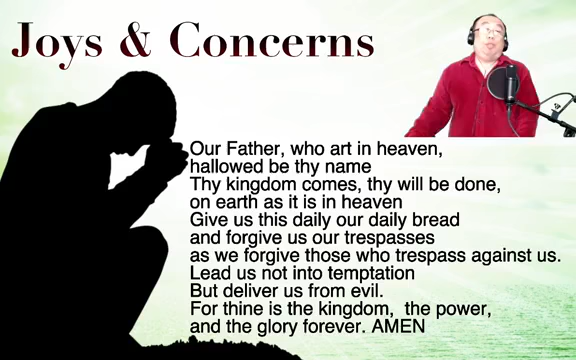 Joys & Concerns
Our Father, who art in heaven,
hallowed be thy name
Thy kingdom comes, thy will be done,
on earth as it is in heaven
Give us this daily our daily bread
and forgive us our trespasses
as we forgive those who trespass against us.
Lead us not into temptation
But deliver us from evil.
For thine is the kingdom,  the power,
and the glory forever. AMEN